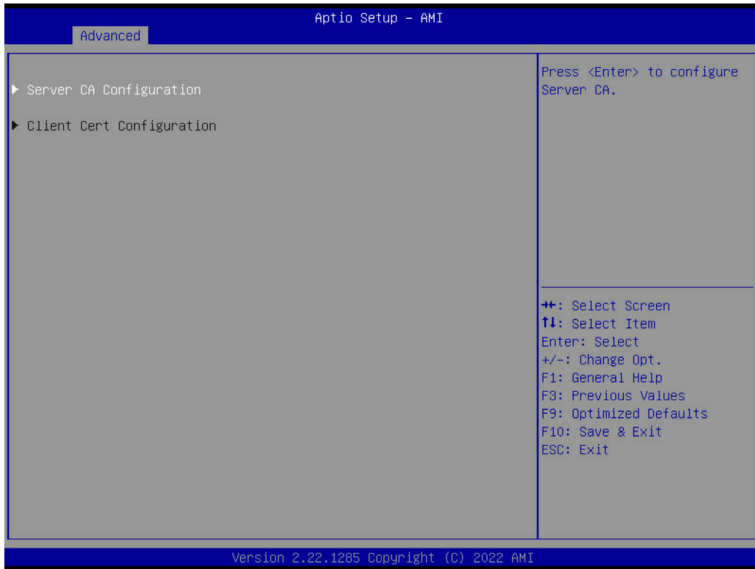 Aptio Setup – AMI
Advanced
Server CA Configuration
Client Cert Configuration
Press <Enter> to configure
Server CA.
→←: Select Screen
↑↓: Select Item
Enter: Select
+/-: Change Opt.
F1: General Help
F3: Previous Values
F9: Optimized Defaults
F10: Save & Exit
ESC: Exit
Version 2.22.1285 Copyright (C) 2022 AMI